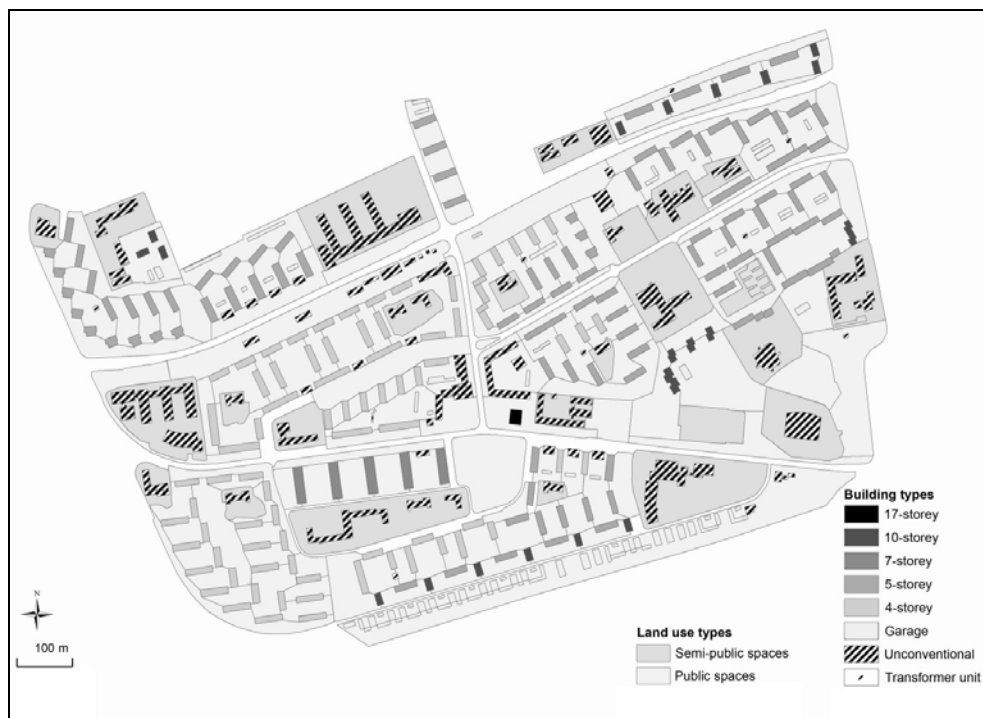 N
100 m
Land use types
Semi-public spaces
Public spaces
Building types
17-storey
10-storey
7-storey
5-storey
4-storey
Garage
Unconventional
Transformer unit